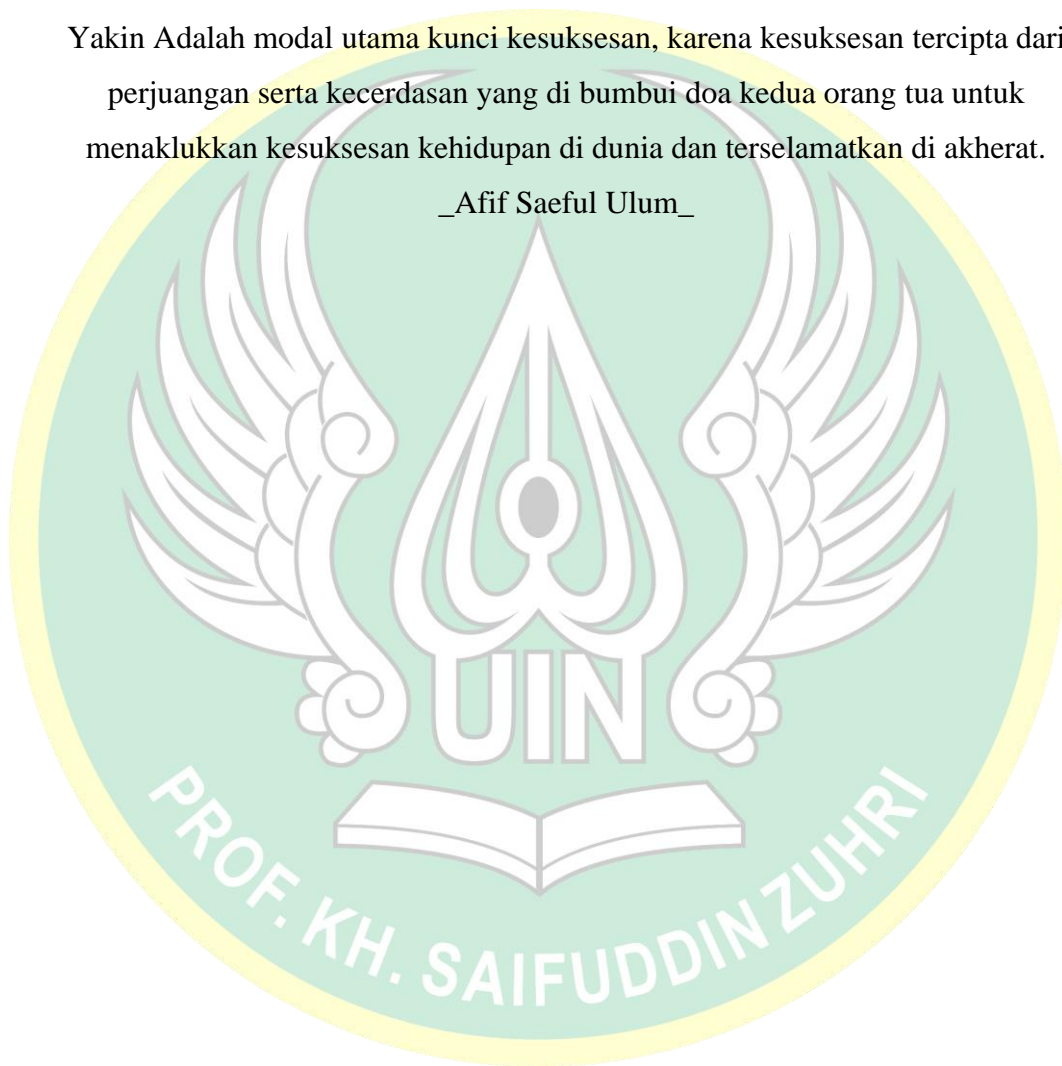 Yakin Adalah modal utama kunci kesuksesan, karena kesuksesan tercipta dari
perjuangan serta kecerdasan yang di bumbui doa kedua orang tua untuk
menaklukkan kesuksesan kehidupan di dunia dan terselamatkan di akherat.
_Afif Saeful Ulum_
UIN
PROF. KH. SAIFUDDIN ZUHRI